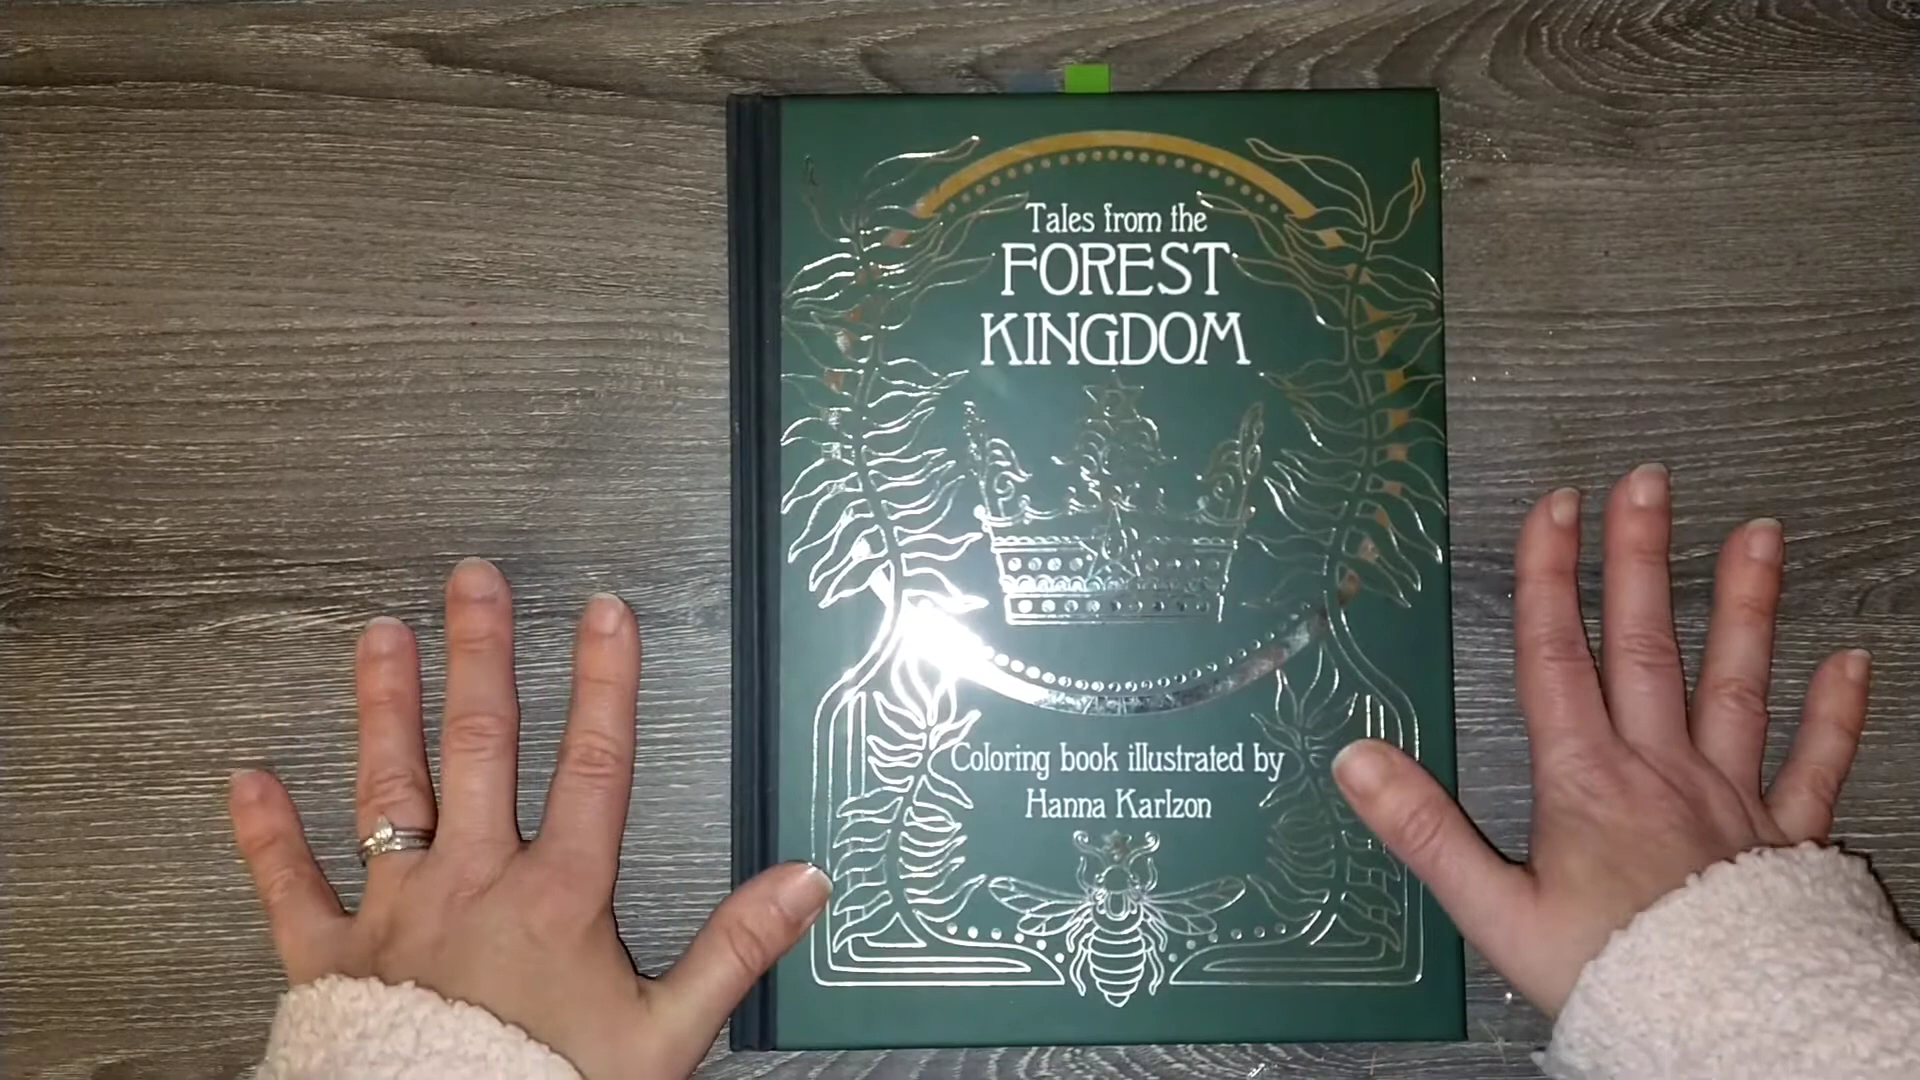 Tales from the
FOREST
KINGDOM
Coloring book illustrated by
Hanna Karlzon